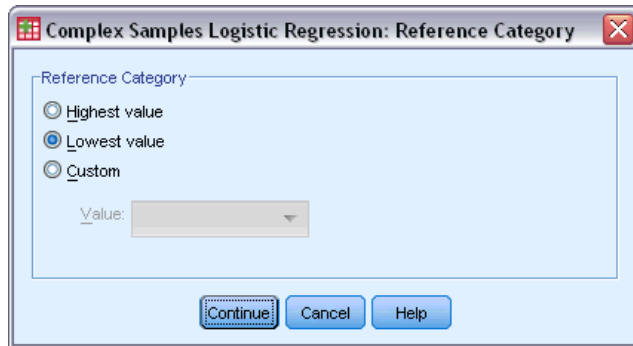 Complex Samples Logistic Regression: Reference Category
Reference Category
Highest value
Lowest value
Custom
Value:
Continue Cancel Help